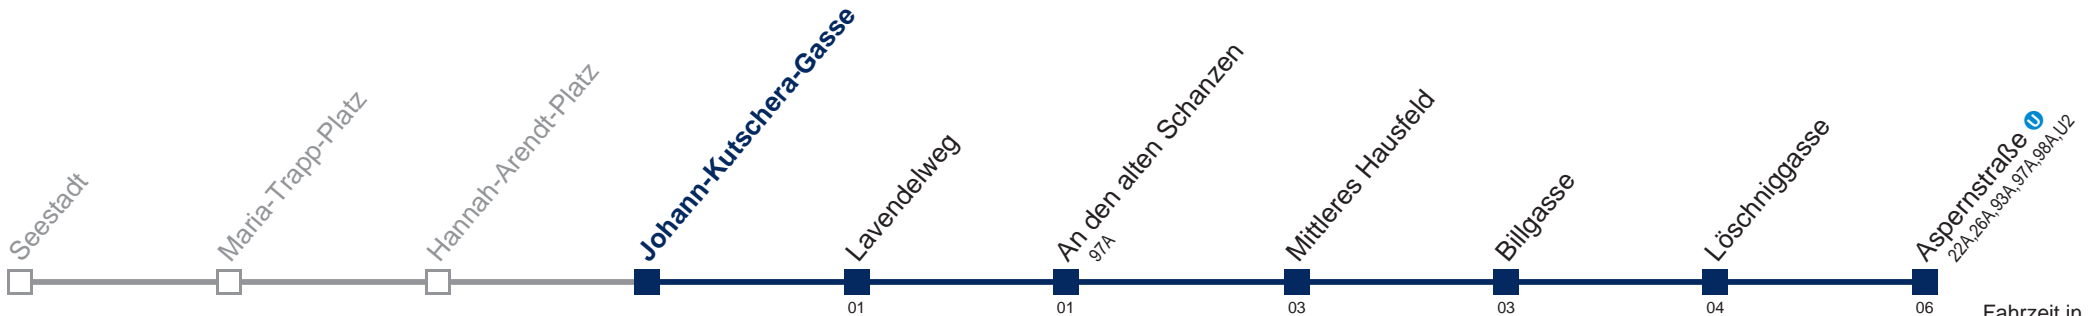 Seestadt
Maria-Trapp-Platz
Hannah-Arendt-Platz
Johann-Kutschera-Gasse
Lavendelweg
01
An den alten Schanzen
97A
01
Mittleres Hausfeld
03
Billgasse
03
Löschniggasse
04
Aspernstraße U
22A,26A,93A,97A,98A,U2
06
Fahrzeit in